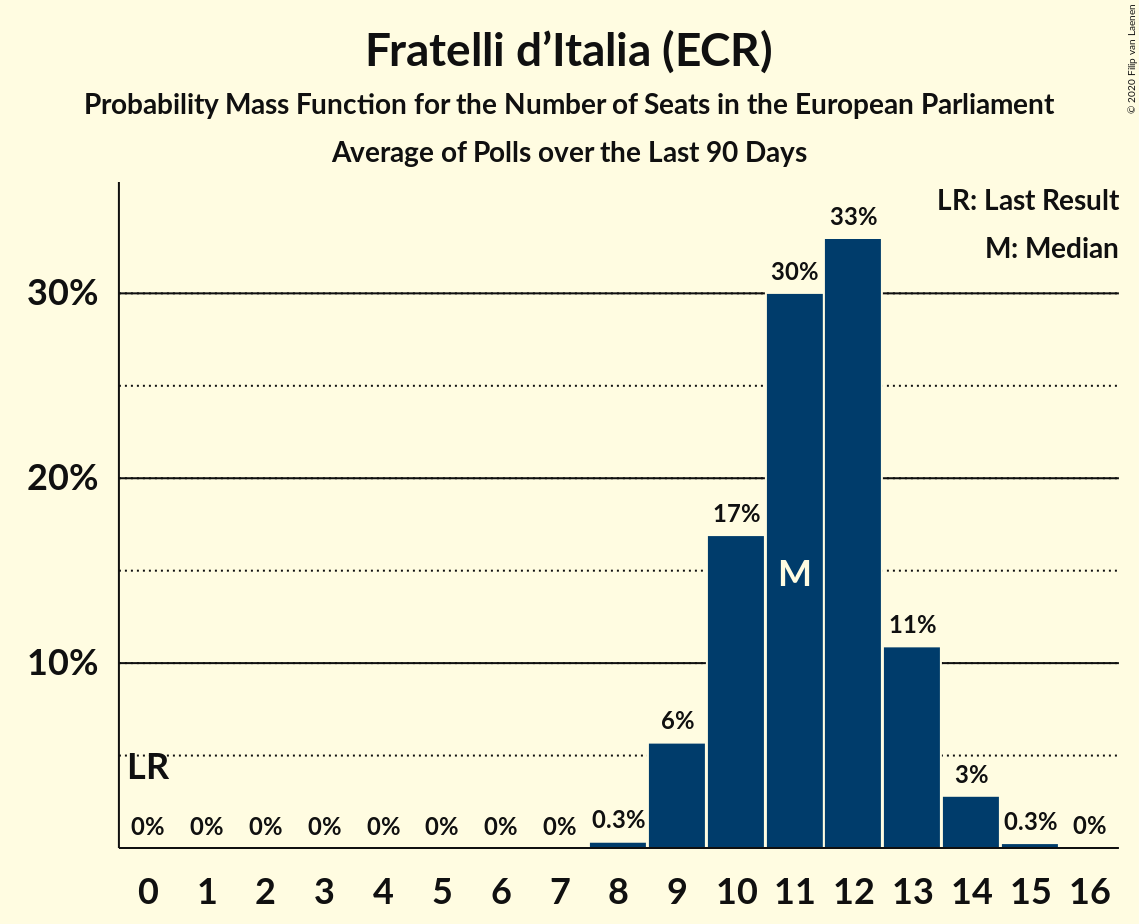 Fratelli d’Italia (ECR)
Probability Mass Function for the Number of Seats in the European Parliament
Average of Polls over the Last 90 Days
© 2020 Filip van Laenen
LR: Last Result
M: Median
33%
30%
30%
20%
17%
M
11%
10%
6%
LR
3%
0% 0% 0% 0% 0% 0% 0% 0% 0.3% 0.3% 0%
0 1 2 3 4 5 6 7 8 9 10 11 12 13 14 15 16